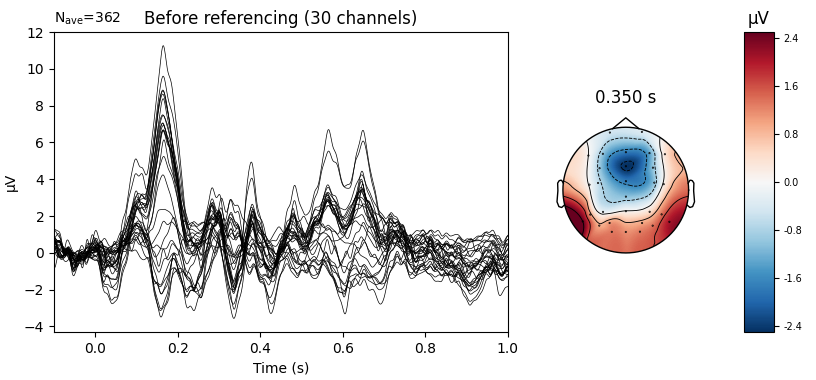 N_ave=362 Before referencing (30 channels)
12
10
8
6
4
2
0
−2
−4
μV
0.0 0.2 0.4 0.6 0.8 1.0
Time (s)
0.350 s
μV
2.4
1.6
0.8
0.0
-0.8
-1.6
-2.4